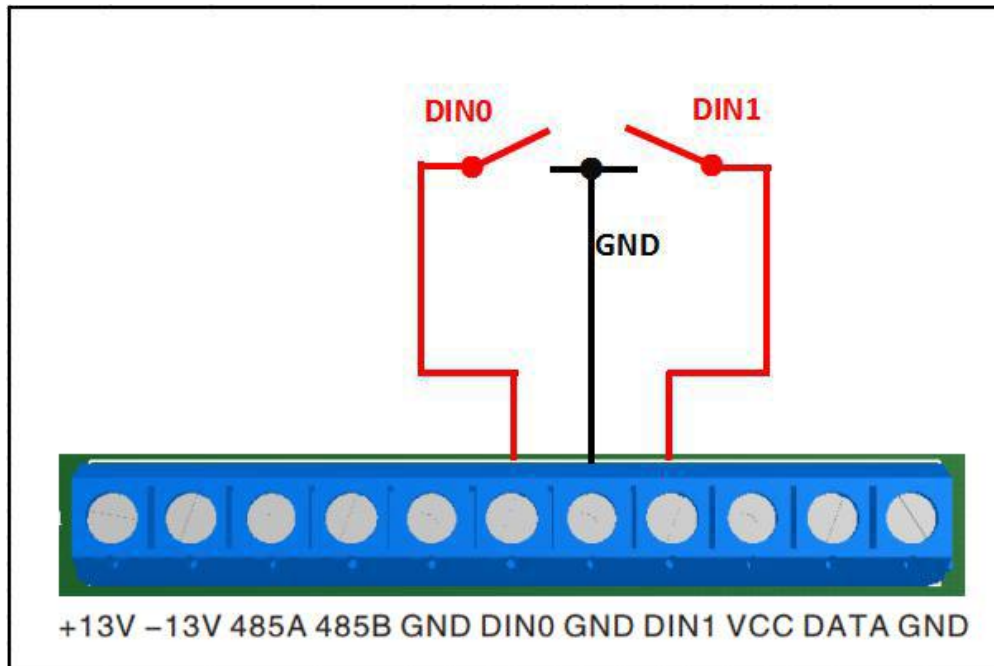 DIN0 DIN1
GND
+13V –13V 485A 485B GND DIN0 GND DIN1 VCC DATA GND